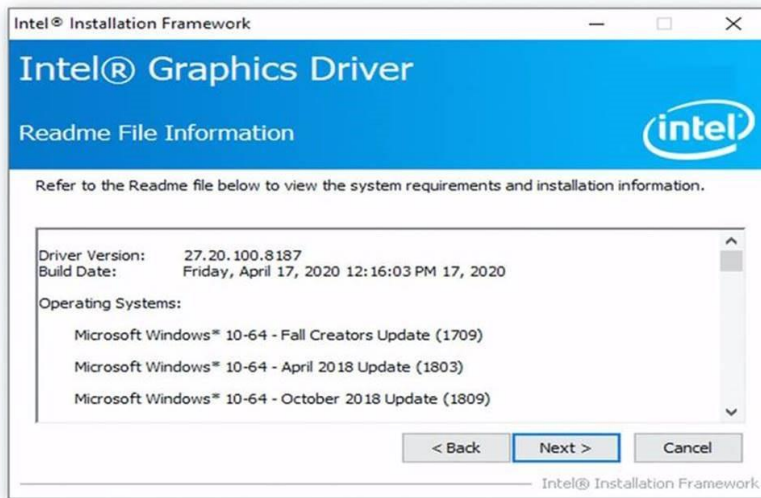 Intel® Installation Framework
Intel® Graphics Driver
Readme File Information
intel
Refer to the Readme file below to view the system requirements and installation information.
Driver Version: 27.20.100.8187
Build Date: Friday, April 17, 2020 12:16:03 PM 17, 2020
Operating Systems:
Microsoft Windows* 10-64 - Fall Creators Update (1709)
Microsoft Windows* 10-64 - April 2018 Update (1803)
Microsoft Windows* 10-64 - October 2018 Update (1809)
< Back Next > Cancel
Intel® Installation Framework